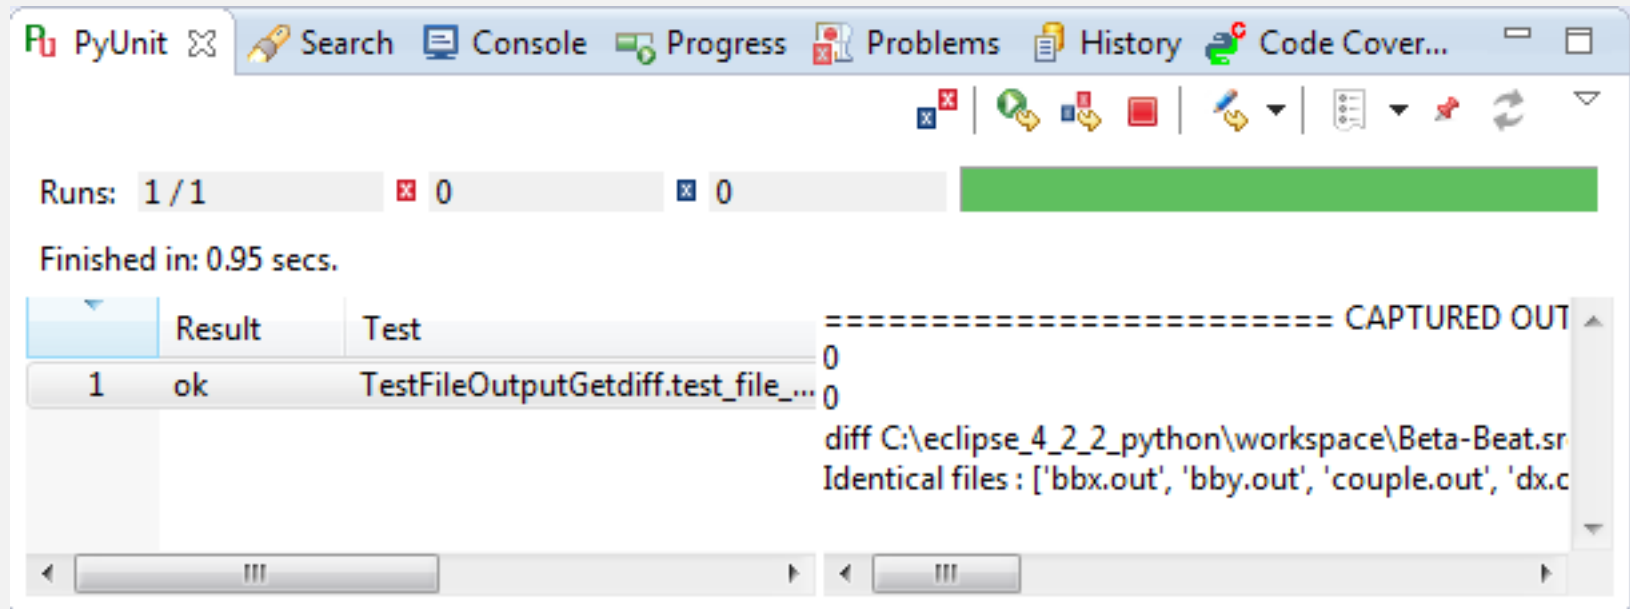 PyUnit Search Console Progress Problems History Code Cover...
Runs: 1 / 1 0 0
Finished in: 0.95 secs.
Result Test
1 ok TestFileOutputGetdiff.test_file_...
========================= CAPTURED OUT
0
0
diff C:\eclipse_4_2_2_python\workspace\Beta-Beat.sr
Identical files : ['bbx.out', 'bby.out', 'couple.out', 'dx.